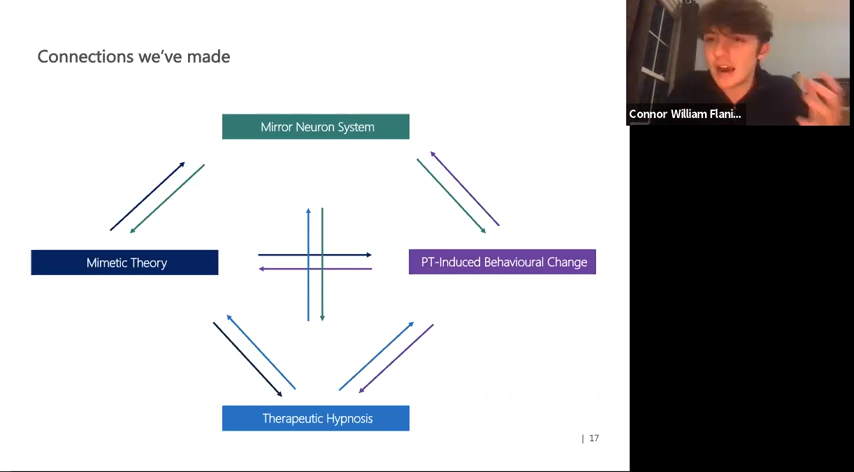 Connections we've made
Connor William Flani...
Mirror Neuron System
Mimetic Theory
PT-Induced Behavioural Change
Therapeutic Hypnosis
| 17